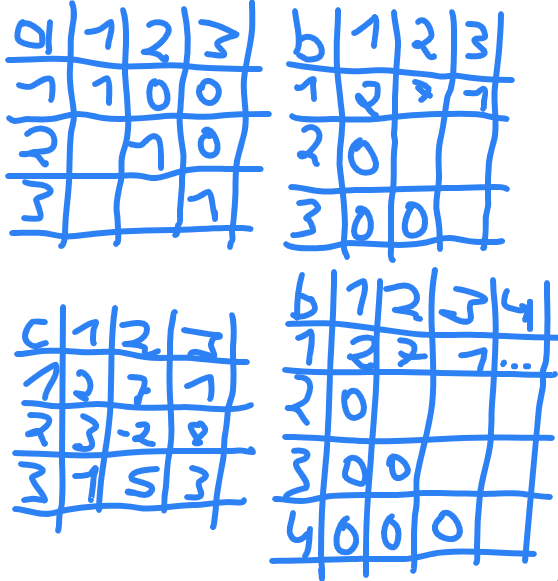 a 1 2 3
1 1 0 0
2 1 0
3 1
b 1 2 3
1 2 1
2 0
3 0 0
c 1 2 3
1 2 7 1
2 3 -2 8
3 1 5 3
b 1 2 3 4
1 2 7 1 ...
2 0
3 0 0
4 0 0 0